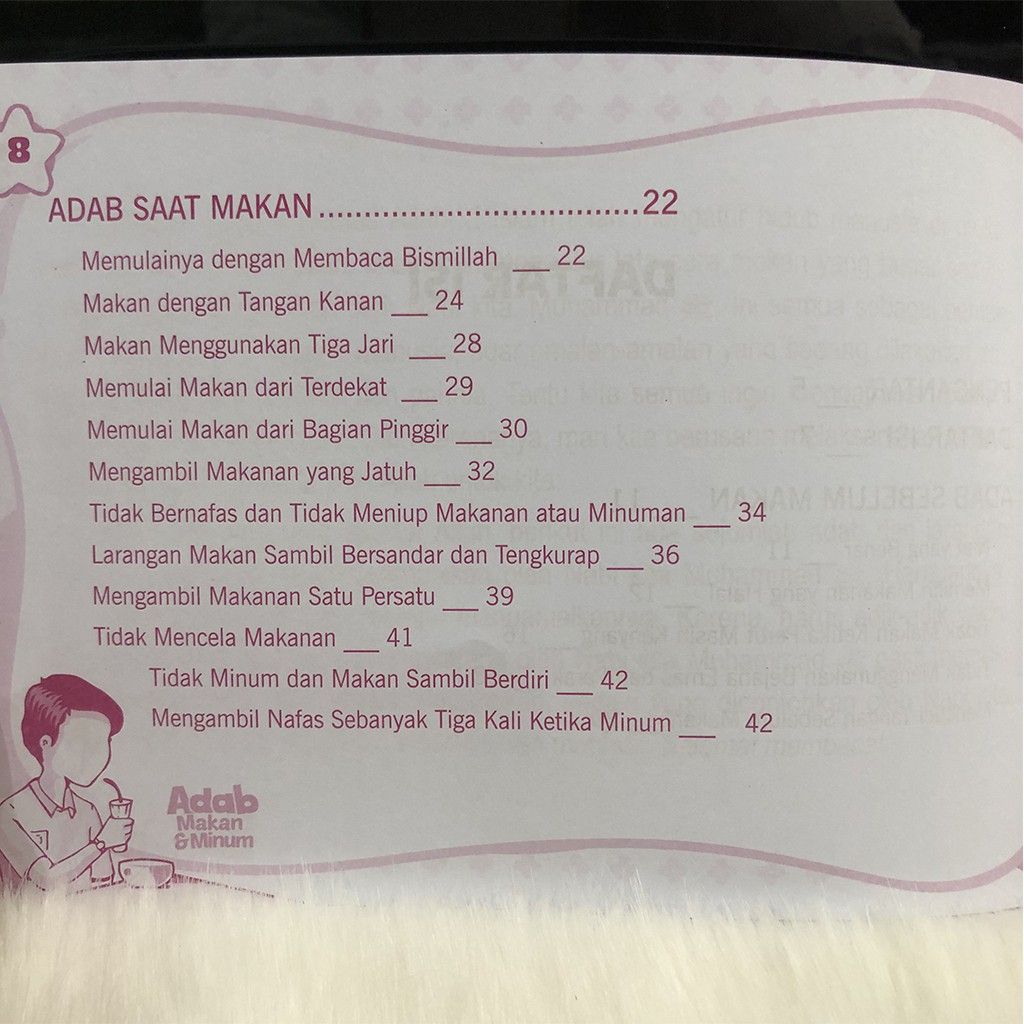 8
ADAB SAAT MAKAN...................................22
Memulainya dengan Membaca Bismillah ___ 22
Makan dengan Tangan Kanan ___ 24
Makan Menggunakan Tiga Jari ___ 28
Memulai Makan dari Terdekat ___ 29
Memulai Makan dari Bagian Pinggir ___ 30
Mengambil Makanan yang Jatuh ___ 32
Tidak Bernafas dan Tidak Meniup Makanan atau Minuman ___ 34
Larangan Makan Sambil Bersandar dan Tengkurap ___ 36
Mengambil Makanan Satu Persatu ___ 39
Tidak Mencela Makanan ___ 41
Tidak Minum dan Makan Sambil Berdiri ___ 42
Mengambil Nafas Sebanyak Tiga Kali Ketika Minum ___ 42
Adab
Makan
&Minum